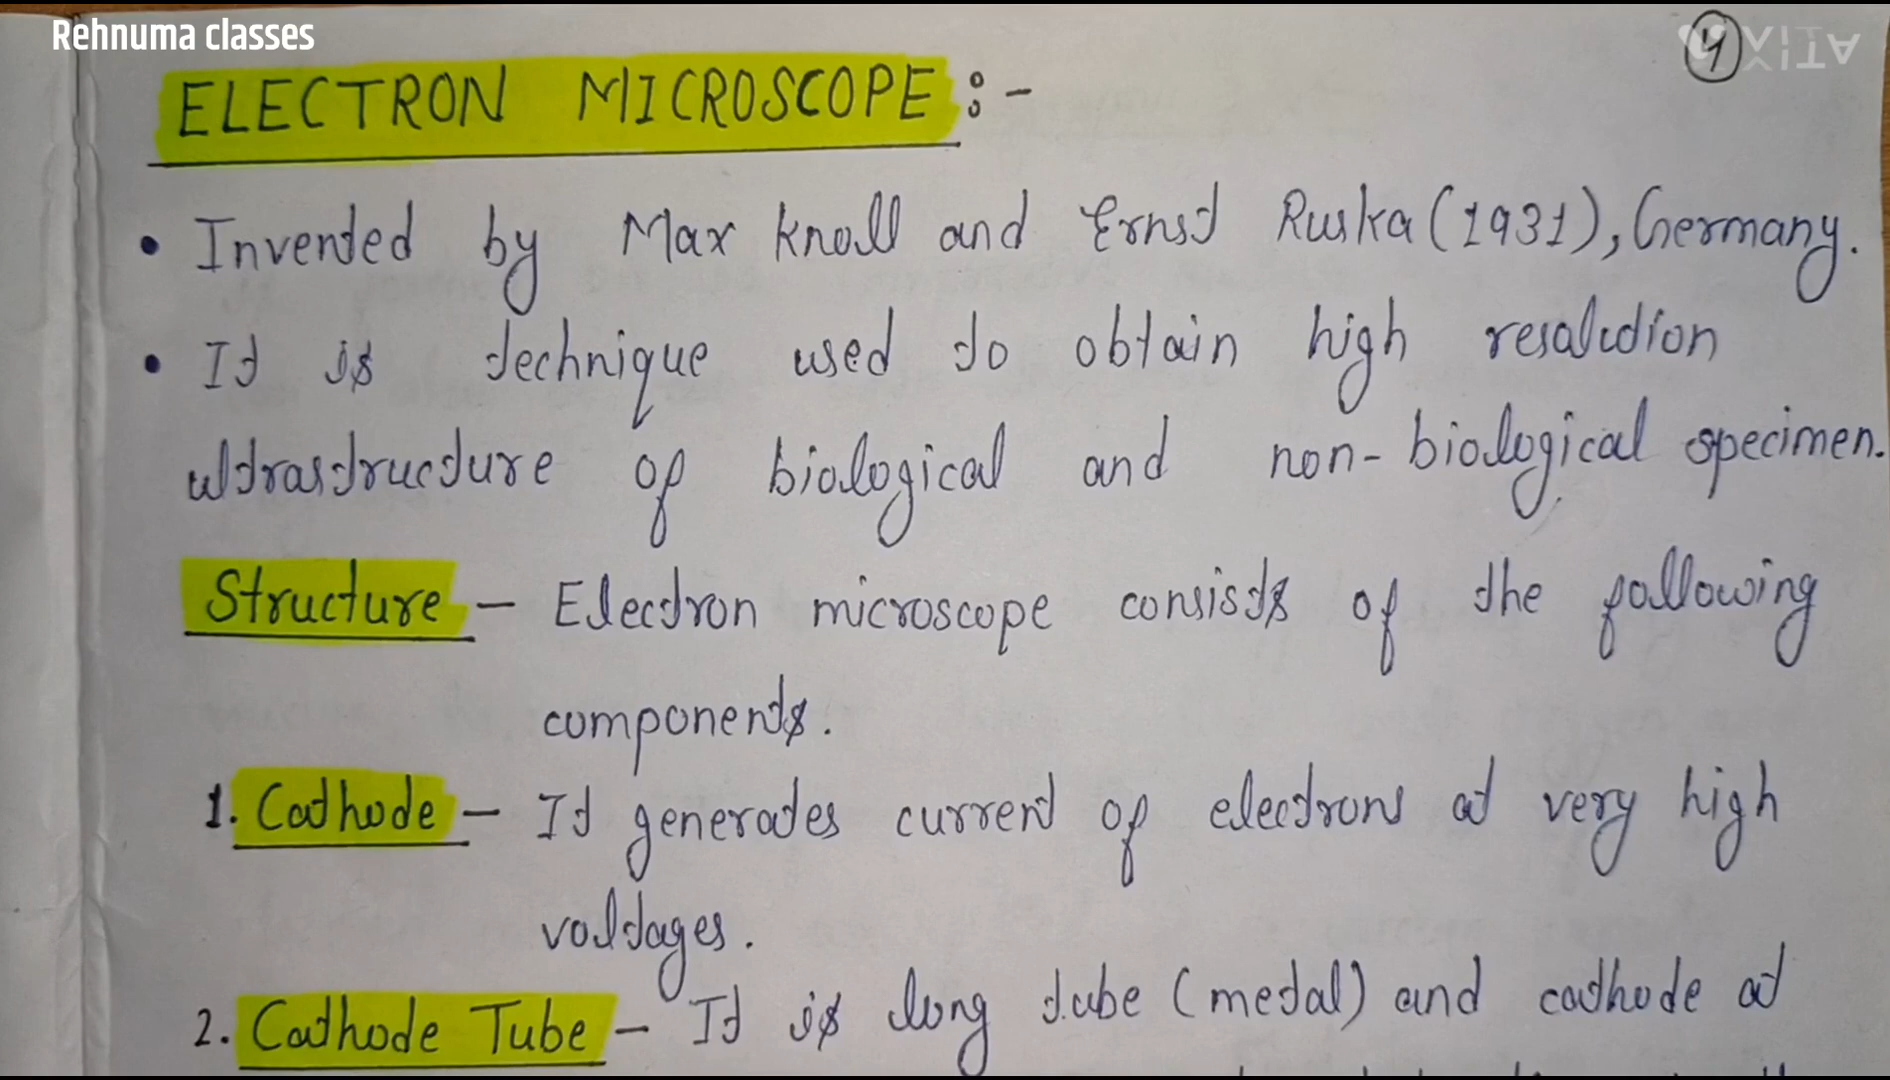 Rehnuma classes
4
VITA
ELECTRON MICROSCOPE :-
• Invented by Max Knoll and Ernst Ruska (1931), Germany.
• It is technique used to obtain high resolution
ultrastructure of biological and non-biological specimen.
Structure - Electron microscope consists of the following
components.
1. Cathode - It generates current of electrons at very high
voltages.
2. Cathode Tube - It is long tube (metal) and cathode at